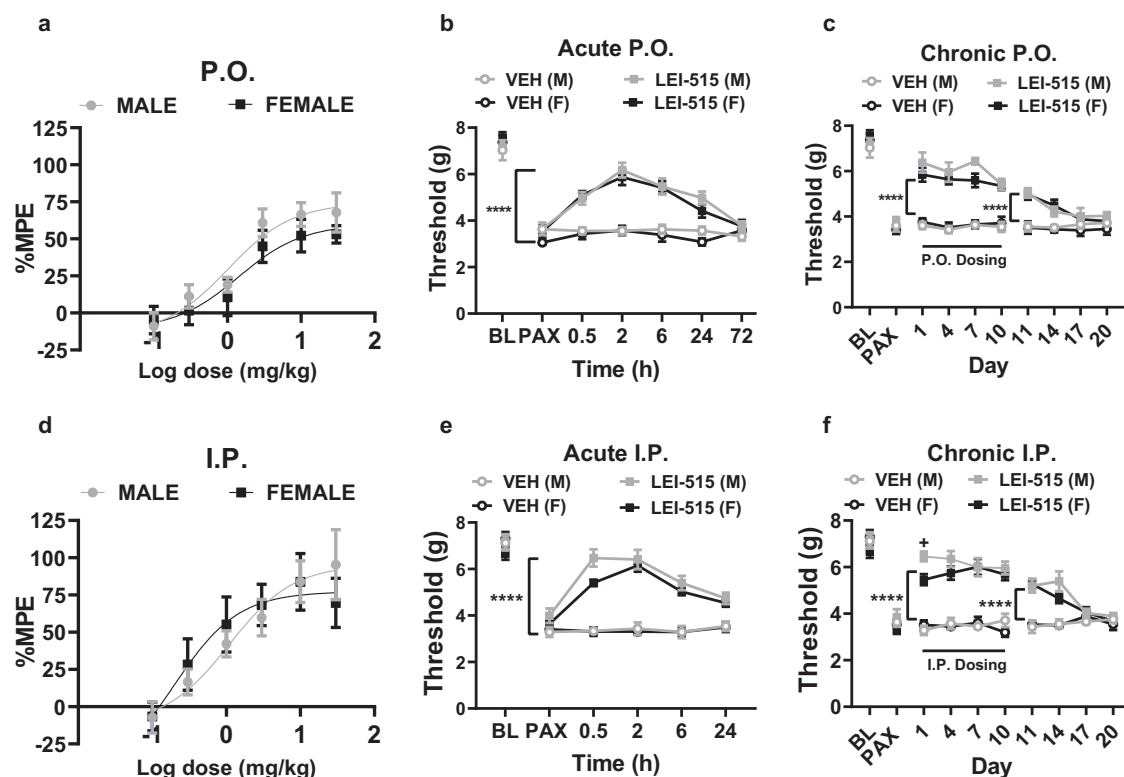 a
P.O.
MALE FEMALE
%MPE
125
100
75
50
25
0
-25
-1 0 1 2
Log dose (mg/kg)
b
Acute P.O.
VEH (M) LEI-515 (M)
VEH (F) LEI-515 (F)
Threshold (g)
8
6
4
2
****
BL PAX 0.5 2 6 24 72
Time (h)
c
Chronic P.O.
VEH (M) LEI-515 (M)
VEH (F) LEI-515 (F)
Threshold (g)
8
6
4
2
0
**** ****
P.O. Dosing
BL PAX 1 4 7 10 11 14 17 20
Day
d
I.P.
MALE FEMALE
%MPE
125
100
75
50
25
0
-25
-1 0 1 2
Log dose (mg/kg)
e
Acute I.P.
VEH (M) LEI-515 (M)
VEH (F) LEI-515 (F)
Threshold (g)
8
6
4
2
0
****
BL PAX 0.5 2 6 24
Time (h)
f
Chronic I.P.
VEH (M) LEI-515 (M)
VEH (F) LEI-515 (F)
Threshold (g)
8
6
4
2
0
+
**** ****
I.P. Dosing
BL PAX 1 4 7 10 11 14 17 20
Day